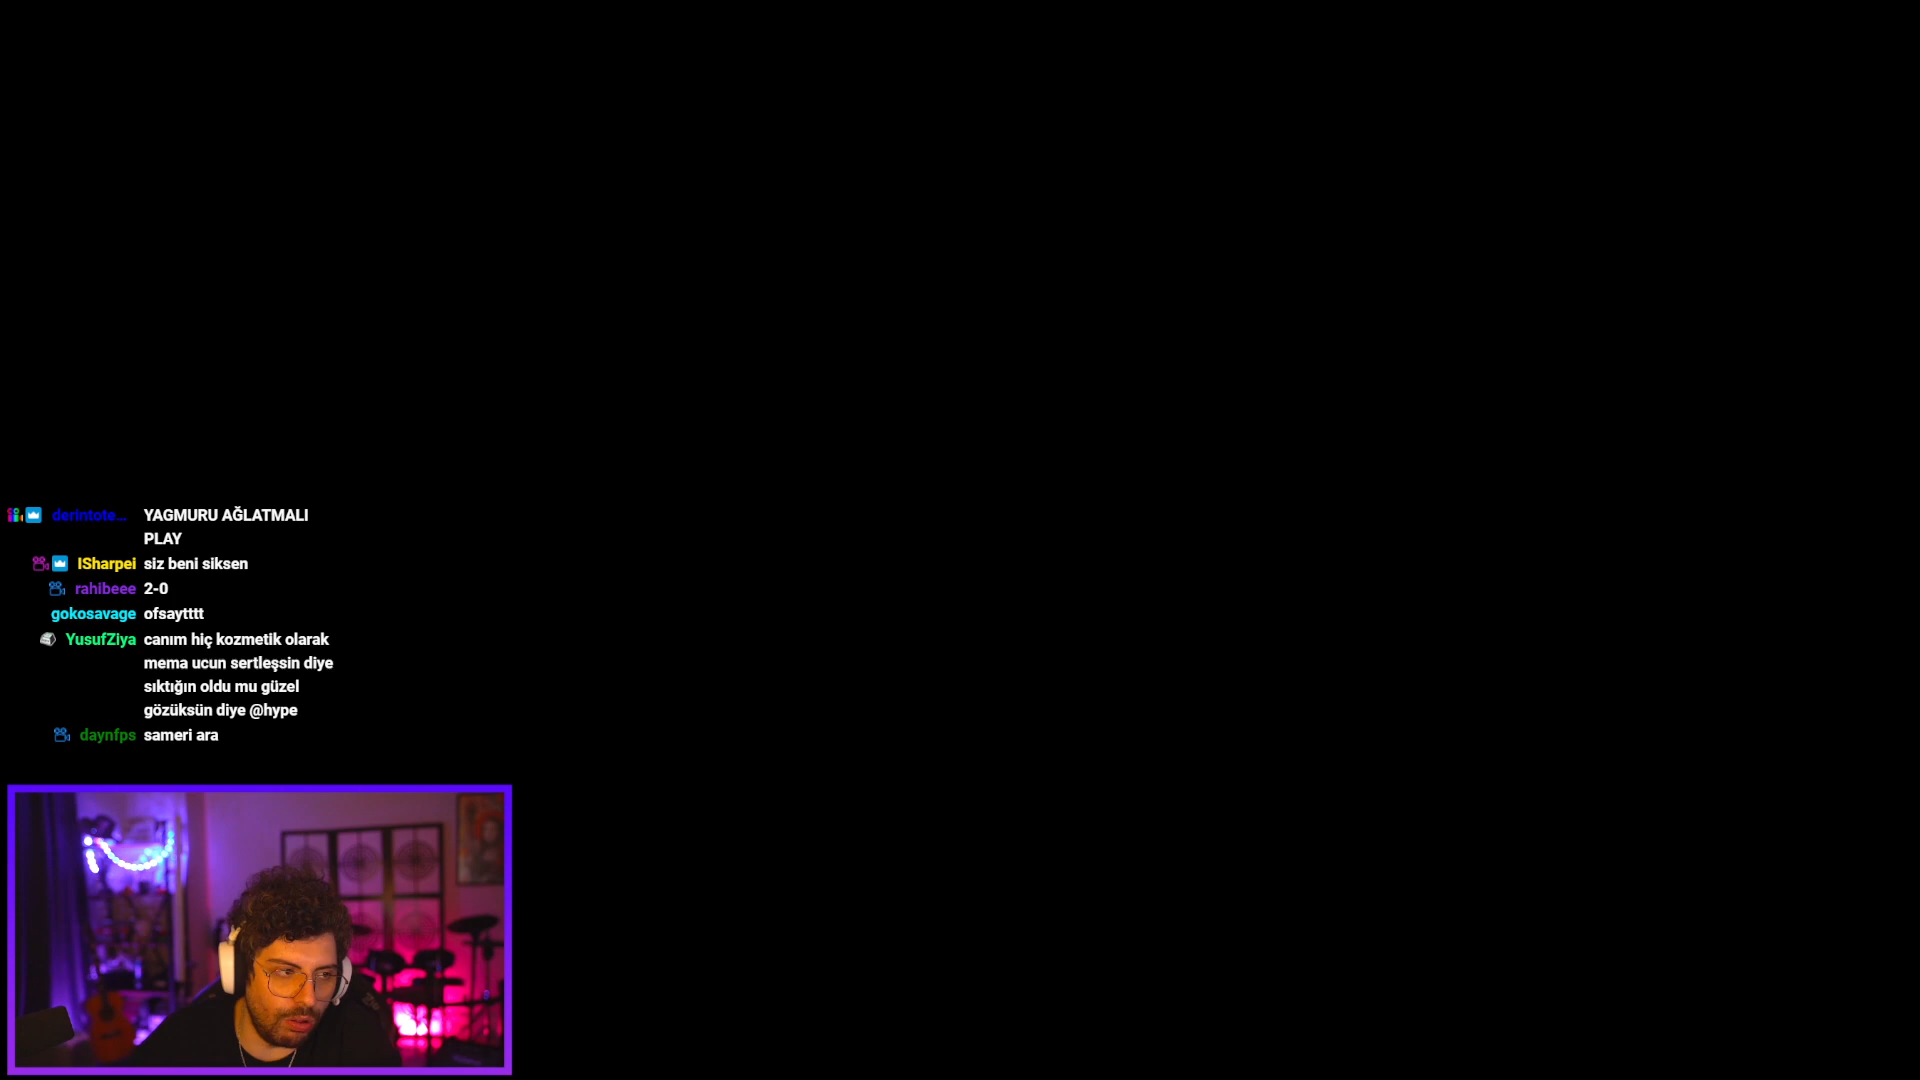 derintote... YAGMURU AĞLATMALI
PLAY
ISharpei siz beni siksen
rahibeee 2-0
gokosavage ofsaytttt
YusufZiya canım hiç kozmetik olarak
mema ucun sertleşsin diye
sıktığın oldu mu güzel
gözüksün diye @hype
daynfps sameri ara